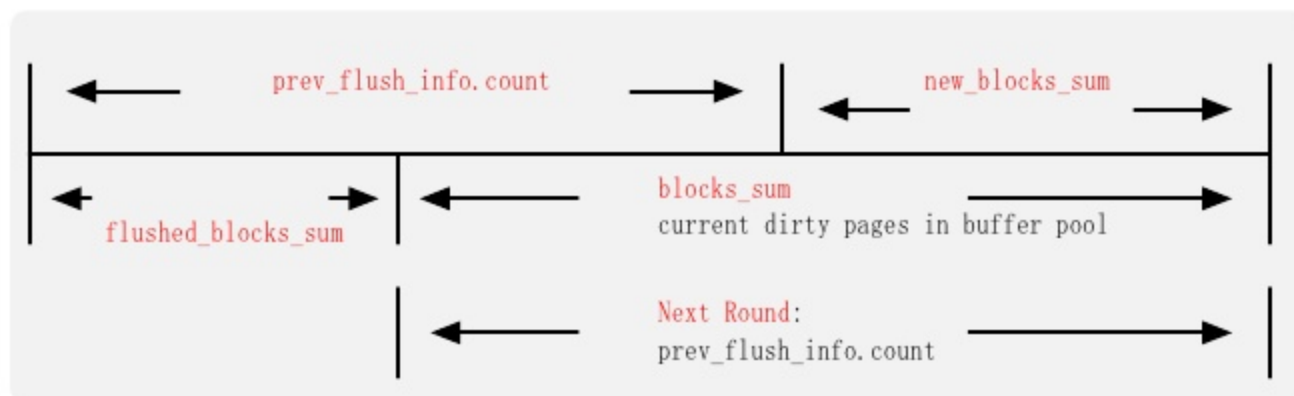 prev_flush_info.count
new_blocks_sum
blocks_sum
current dirty pages in buffer pool
flushed_blocks_sum
Next Round:
prev_flush_info.count